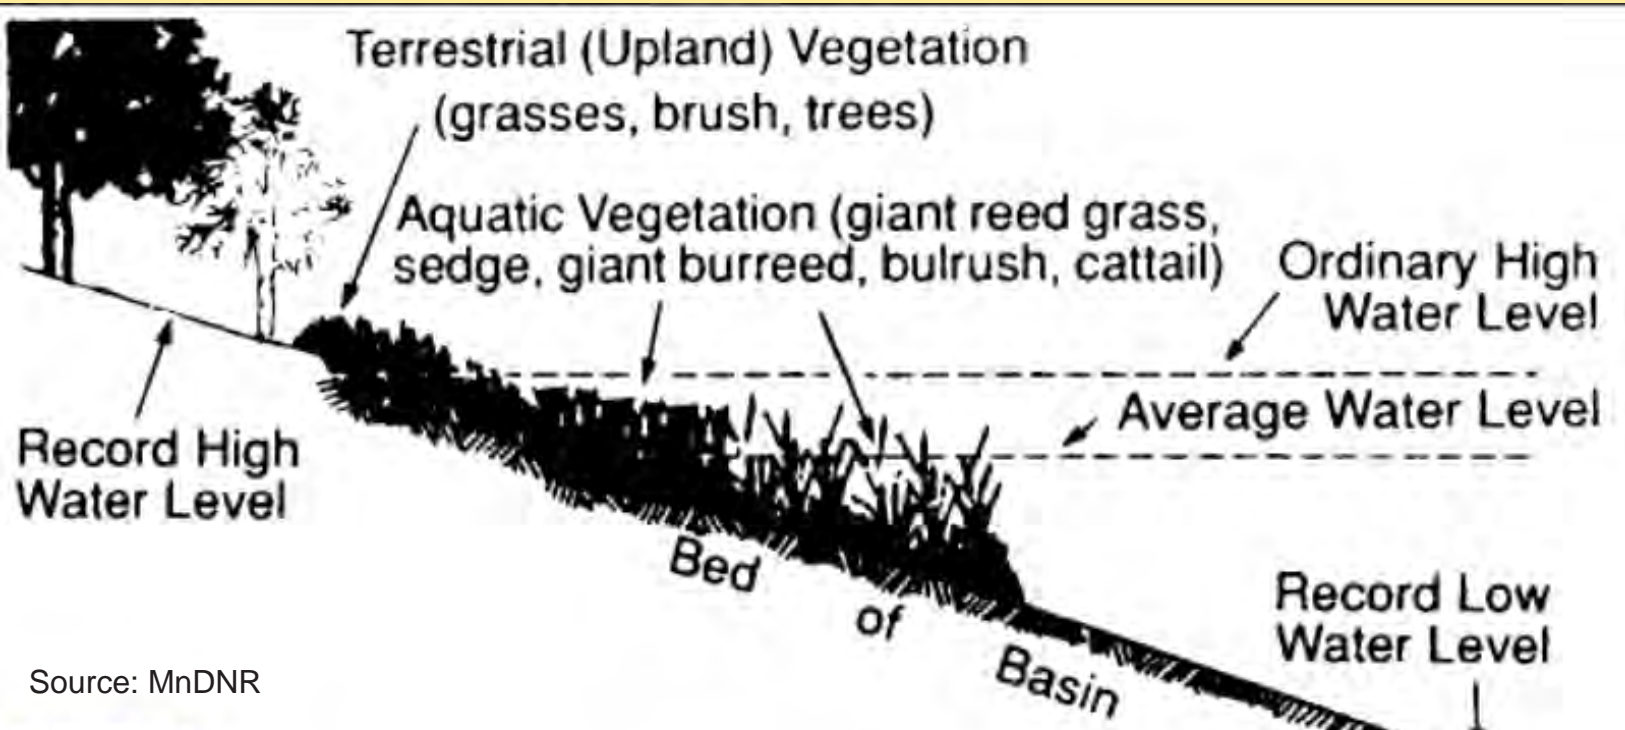 Terrestrial (Upland) Vegetation
(grasses, brush, trees)
Aquatic Vegetation (giant reed grass,
sedge, giant burreed, bulrush, cattail)
Ordinary High
Water Level
Average Water Level
Record High
Water Level
Bed of Basin
Record Low
Water Level
Source: MnDNR